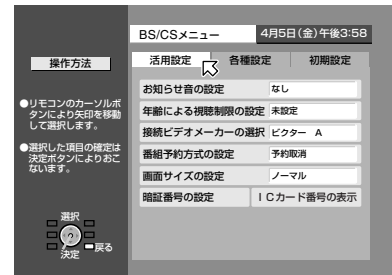 BS/CSメニュー
4月5日(金)午後3:58
操作方法
活用設定 各種設定 初期設定
お知らせ音の設定 なし
●リモコンのカーソルボ
タンにより矢印を移動
して選択します。
年齢による視聴制限の設定 未設定
接続ビデオメーカーの選択 ビクター A
●選択した項目の確定は
決定ボタンによりおこ
ないます。
番組予約方式の設定 予約取消
画面サイズの設定 ノーマル
暗証番号の設定 ICカード番号の表示
選択
戻る
決定